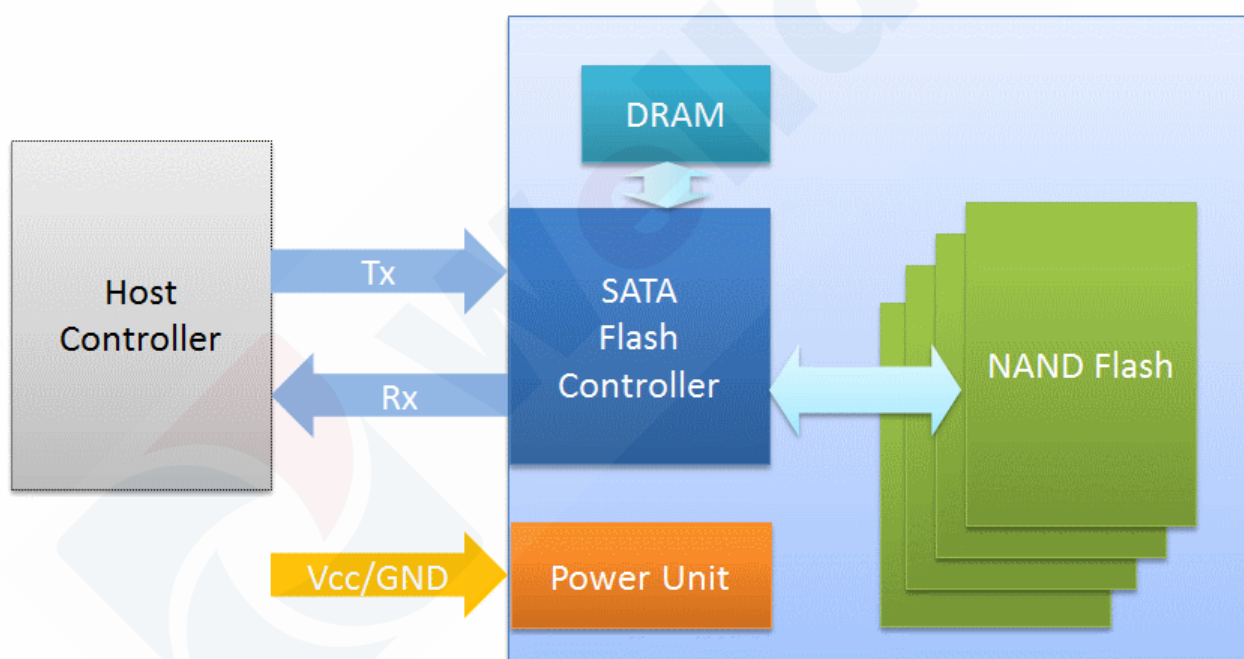 DRAM
Host
Controller
Tx
Rx
SATA
Flash
Controller
NAND Flash
Vcc/GND
Power Unit